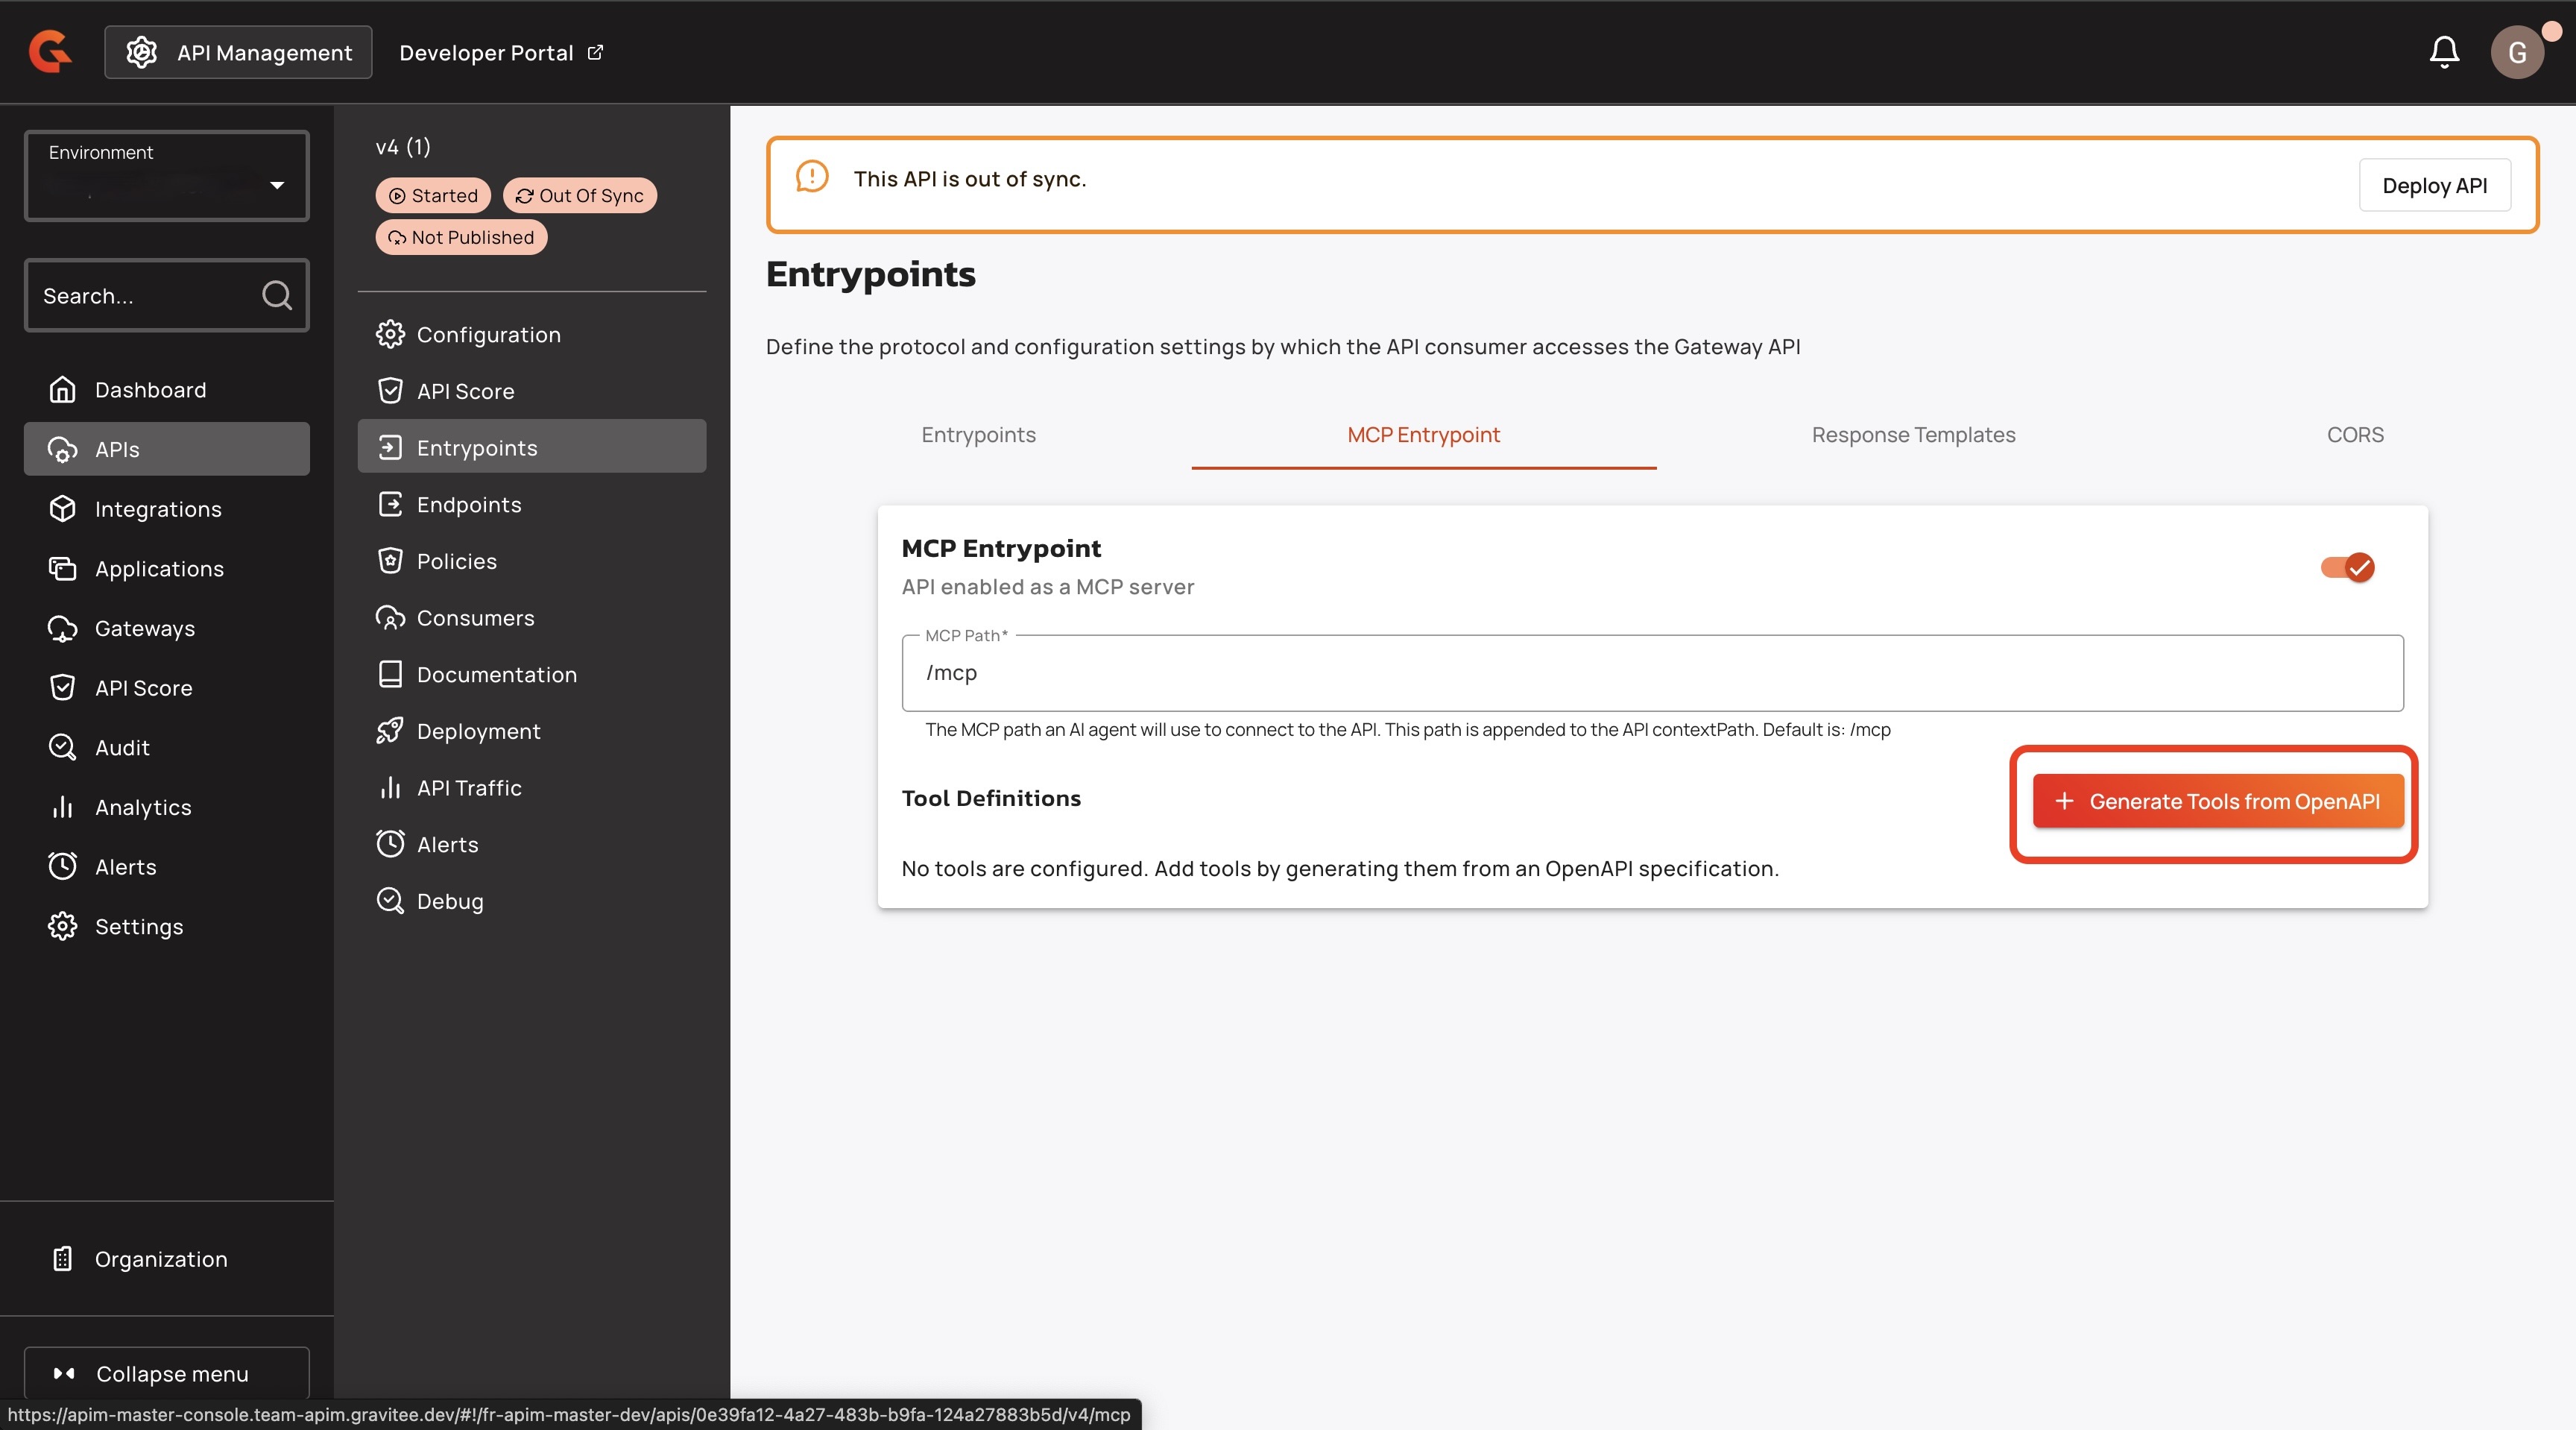 API Management
Developer Portal
G
Environment
Search...
Dashboard
APIs
Integrations
Applications
Gateways
API Score
Audit
Analytics
Alerts
Settings
Organization
Collapse menu
v4 (1)
Started
Out Of Sync
Not Published
Configuration
API Score
Entrypoints
Endpoints
Policies
Consumers
Documentation
Deployment
API Traffic
Alerts
Debug
This API is out of sync.
Deploy API
Entrypoints
Define the protocol and configuration settings by which the API consumer accesses the Gateway API
Entrypoints
MCP Entrypoint
Response Templates
CORS
MCP Entrypoint
API enabled as a MCP server
MCP Path*
/mcp
The MCP path an AI agent will use to connect to the API. This path is appended to the API contextPath. Default is: /mcp
Tool Definitions
+ Generate Tools from OpenAPI
No tools are configured. Add tools by generating them from an OpenAPI specification.
https://apim-master-console.team-apim.gravitee.dev/#!/fr-apim-master-dev/apis/0e39fa12-4a27-483b-b9fa-124a27883b5d/v4/mcp